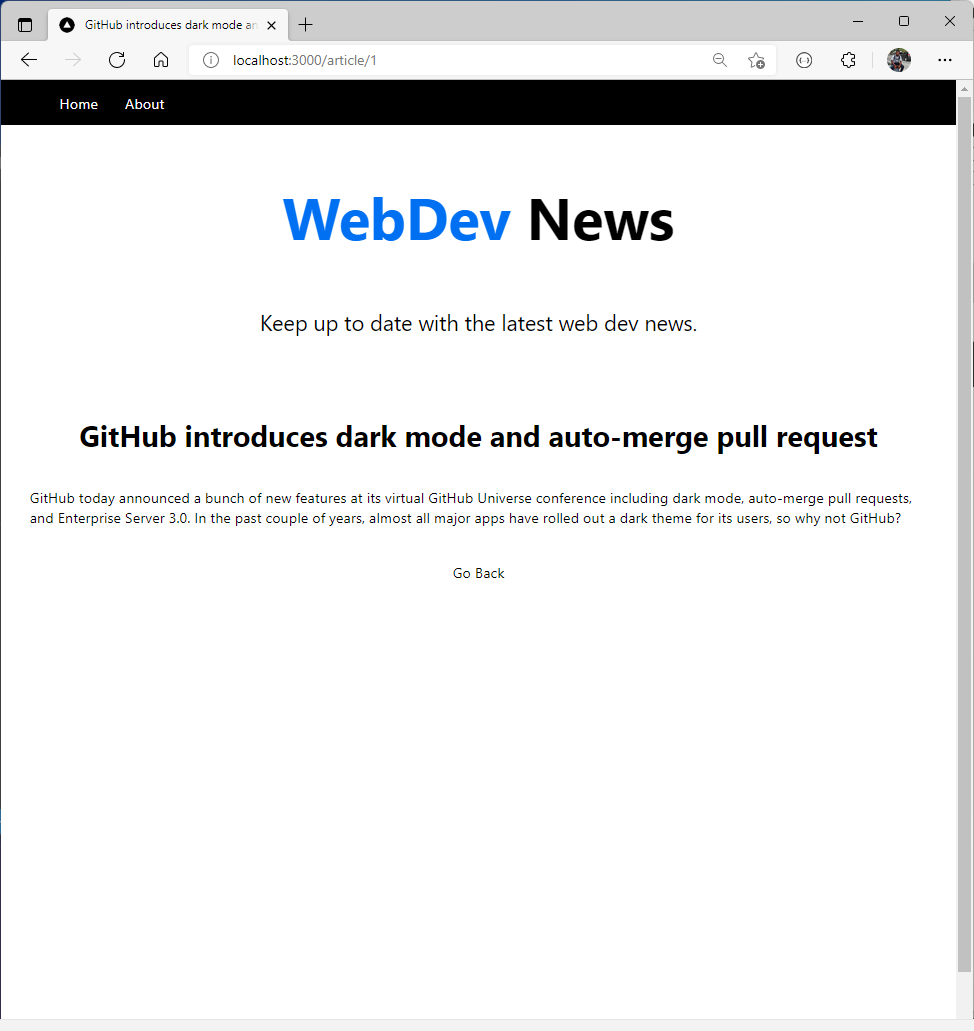 GitHub introduces dark mode an
localhost:3000/article/1
Home About
WebDev News
Keep up to date with the latest web dev news.
GitHub introduces dark mode and auto-merge pull request
GitHub today announced a bunch of new features at its virtual GitHub Universe conference including dark mode, auto-merge pull requests,
and Enterprise Server 3.0. In the past couple of years, almost all major apps have rolled out a dark theme for its users, so why not GitHub?
Go Back